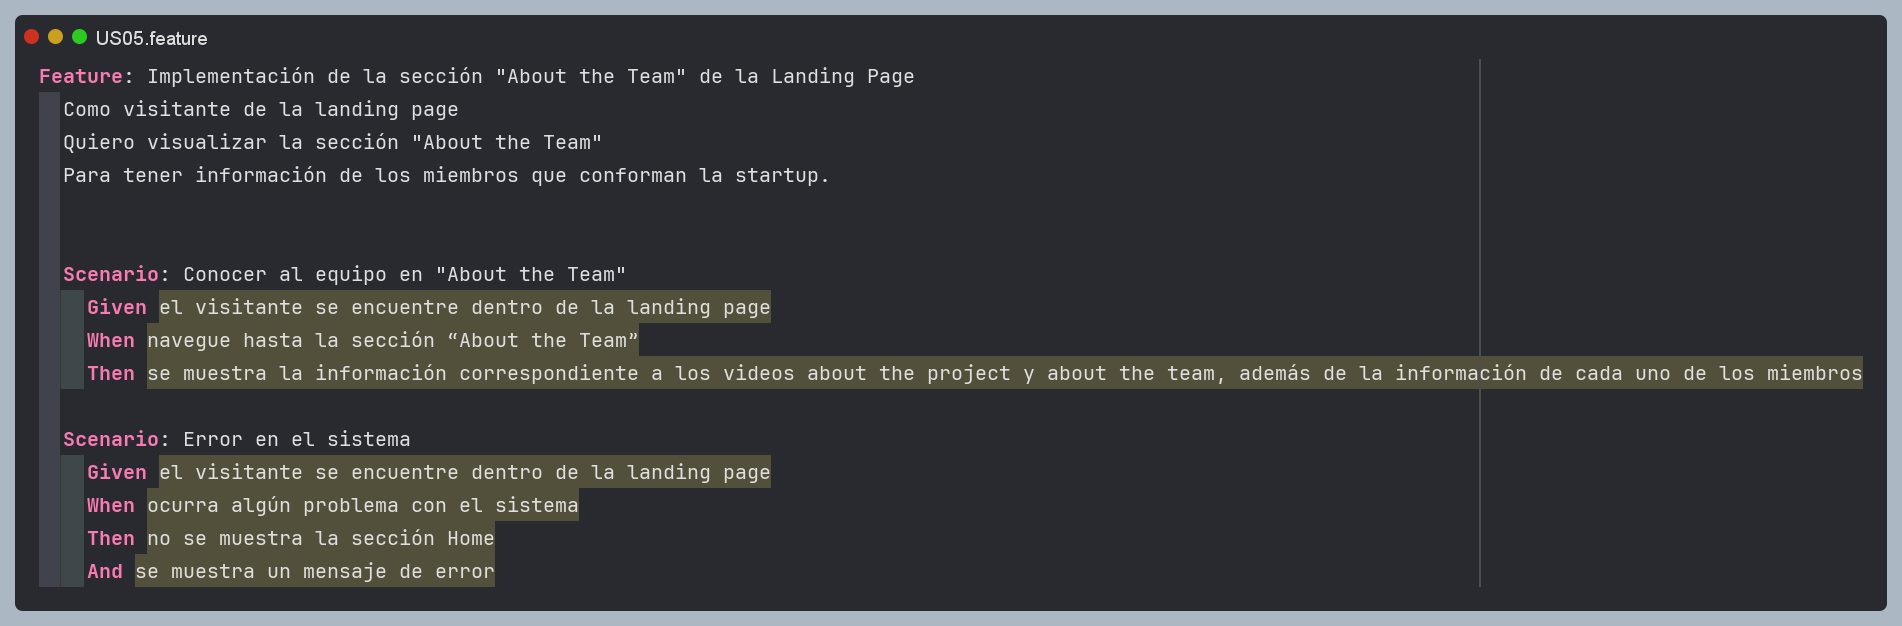 US05.feature
Feature: Implementación de la sección "About the Team" de la Landing Page
Como visitante de la landing page
Quiero visualizar la sección "About the Team"
Para tener información de los miembros que conforman la startup.
Scenario: Conocer al equipo en "About the Team"
Given el visitante se encuentre dentro de la landing page
When navegue hasta la sección “About the Team”
Then se muestra la información correspondiente a los videos about the project y about the team, además de la información de cada uno de los miembros
Scenario: Error en el sistema
Given el visitante se encuentre dentro de la landing page
When ocurra algún problema con el sistema
Then no se muestra la sección Home
And se muestra un mensaje de error